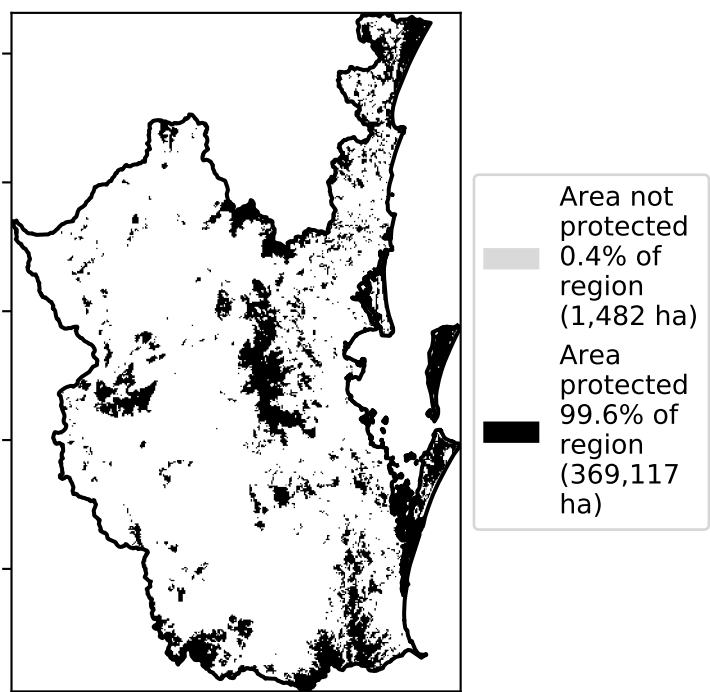 Area not
protected
0.4% of
region
(1,482 ha)
Area
protected
99.6% of
region
(369,117
ha)